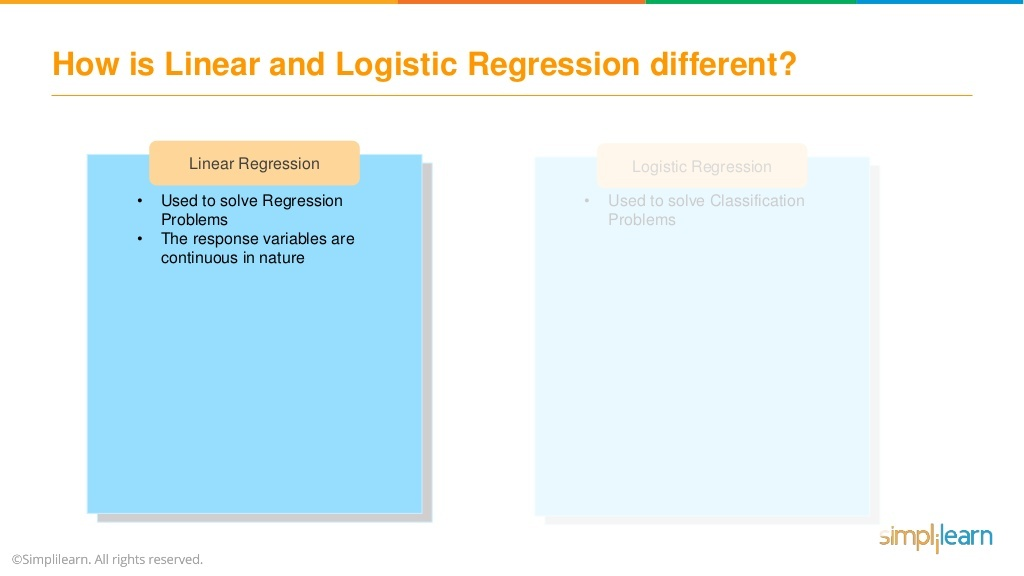 How is Linear and Logistic Regression different?
Linear Regression
• Used to solve Regression
Problems
• The response variables are
continuous in nature
Logistic Regression
• Used to solve Classification
Problems
simplilearn
©Simplilearn. All rights reserved.